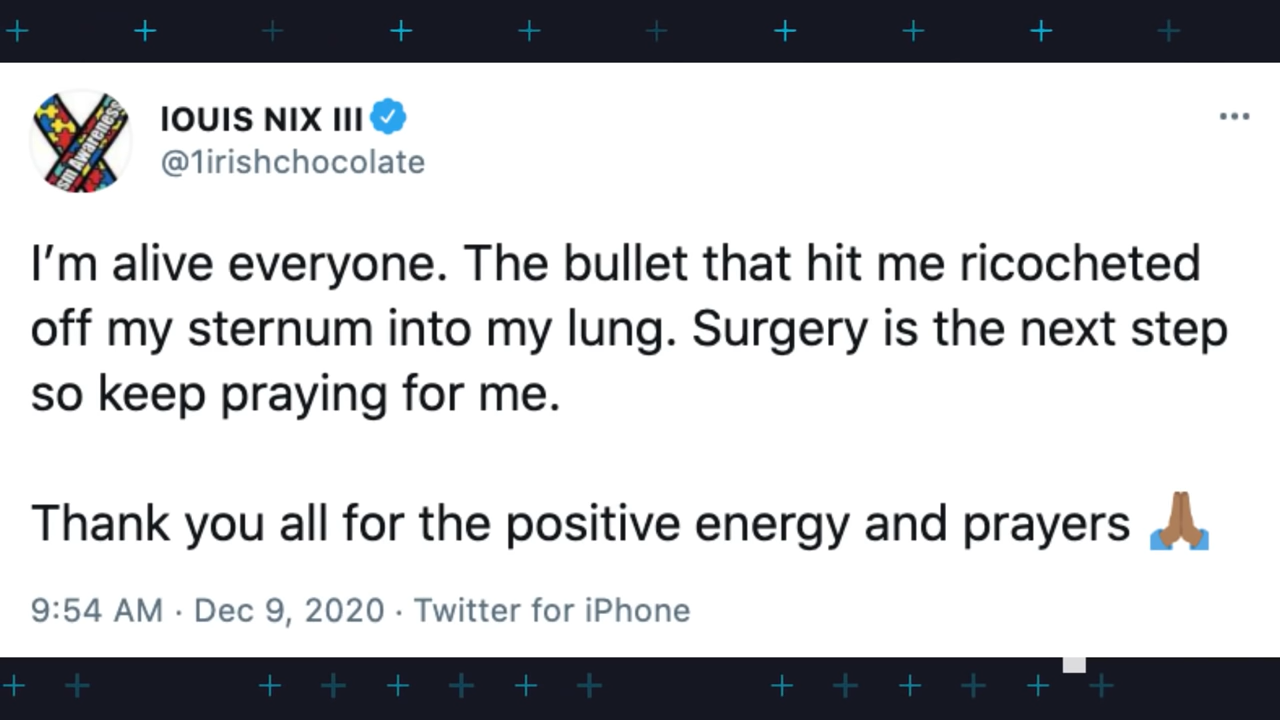 lOUIS NIX III
@1irishchocolate
sm Awareness
I’m alive everyone. The bullet that hit me ricocheted
off my sternum into my lung. Surgery is the next step
so keep praying for me.
Thank you all for the positive energy and prayers 🙏🏾
9:54 AM · Dec 9, 2020 · Twitter for iPhone